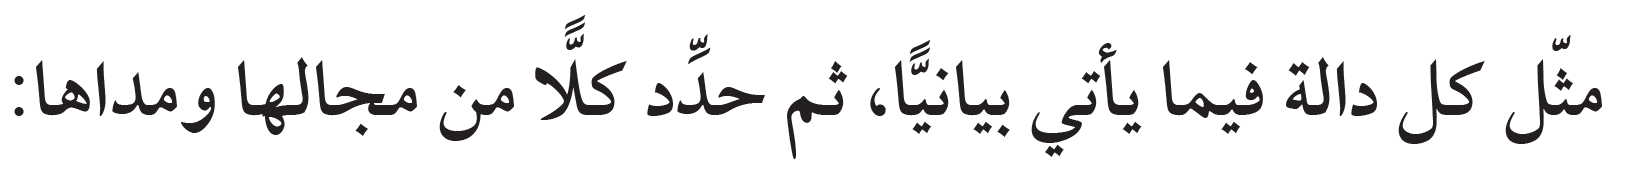 مثّل كل دالة فيما يأتي بيانيًّا، ثم حدِّد كلًّا من مجالها ومداها: